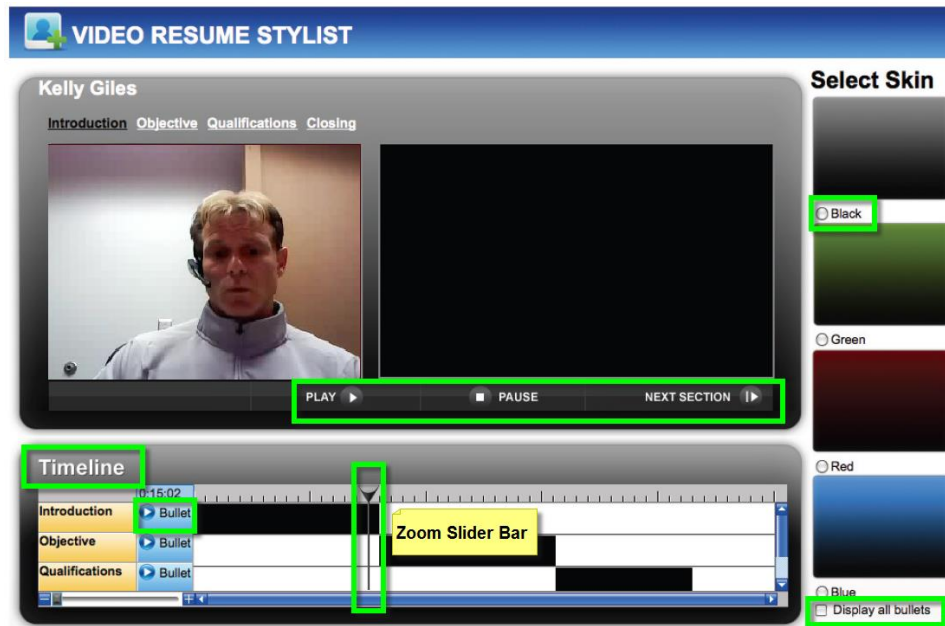 VIDEO RESUME STYLIST
Kelly Giles
Introduction Objective Qualifications Closing
PLAY PAUSE NEXT SECTION
Select Skin
Black
Green
Red
Blue
Display all bullets
Timeline
0:15:02
Introduction Bullet
Objective Bullet
Qualifications Bullet
Zoom Slider Bar